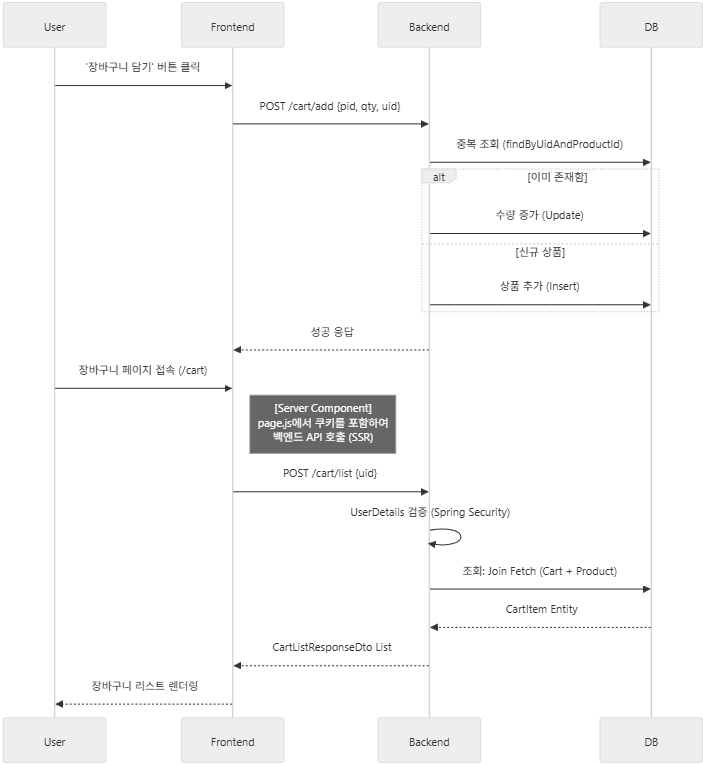 User
Frontend
Backend
DB
'장바구니 담기' 버튼 클릭
POST /cart/add {pid, qty, uid}
중복 조회 (findByUidAndProductId)
alt
[이미 존재함]
수량 증가 (Update)
[신규 상품]
상품 추가 (Insert)
성공 응답
장바구니 페이지 접속 (/cart)
[Server Component]
page.js에서 쿠키를 포함하여
백엔드 API 호출 (SSR)
POST /cart/list {uid}
UserDetails 검증 (Spring Security)
조회: Join Fetch (Cart + Product)
CartItem Entity
CartListResponseDto List
장바구니 리스트 렌더링
User
Frontend
Backend
DB